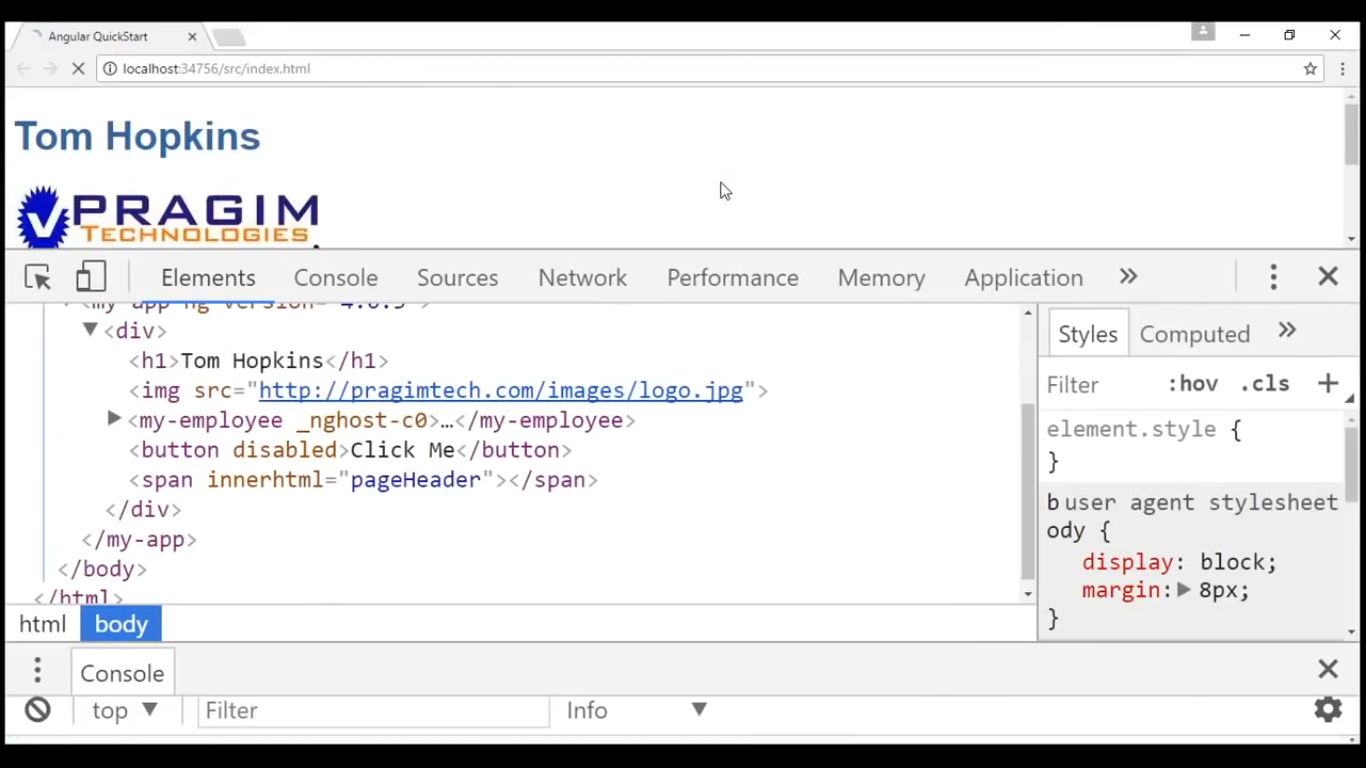 Angular QuickStart
localhost:34756/src/index.html
Tom Hopkins
PRAGIM
TECHNOLOGIES
Elements Console Sources Network Performance Memory Application »
<div>
<h1>Tom Hopkins</h1>
<img src="http://pragimtech.com/images/logo.jpg">
<my-employee _nghost-c0>…</my-employee>
<button disabled>Click Me</button>
<span innerhtml="pageHeader"></span>
</div>
</my-app>
</body>
</html>
html body
Styles Computed »
Filter :hov .cls +
element.style {
}
b user agent stylesheet
ody {
display: block;
margin: 8px;
}
Console
top Filter Info